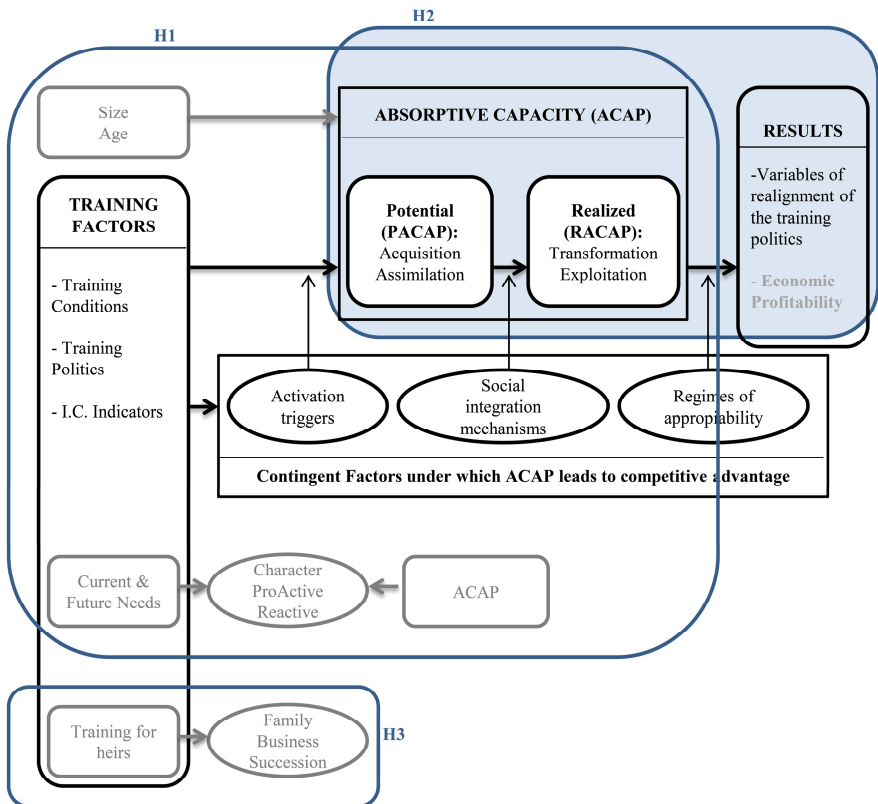 H1
H2
Size
Age
ABSORPTIVE CAPACITY (ACAP)
RESULTS
-Variables of
realignment of
the training
politics
- Economic
Profitability
TRAINING
FACTORS
- Training
Conditions
- Training
Politics
- I.C. Indicators
Potential
(PACAP):
Acquisition
Assimilation
Realized
(RACAP):
Transformation
Exploitation
Activation
triggers
Social
integration
mechanisms
Regimes of
appropiability
Contingent Factors under which ACAP leads to competitive advantage
Current &
Future Needs
Character
ProActive
Reactive
ACAP
Training for
heirs
Family
Business
Succession
H3